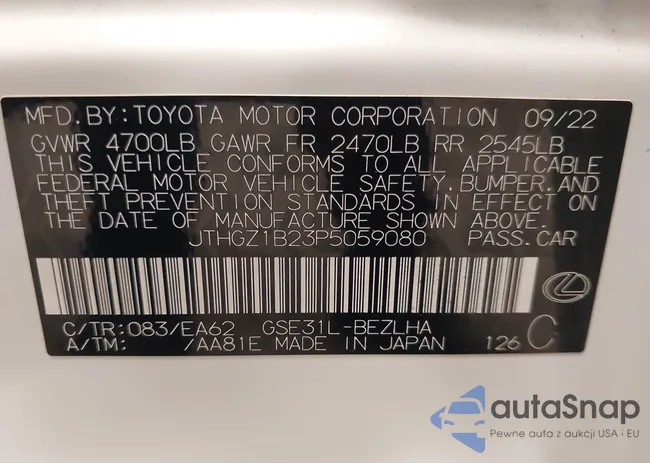 MFD. BY: TOYOTA MOTOR CORPORATION 09/22
GVWR 4700LB GAWR FR 2470LB RR 2545LB
THIS VEHICLE CONFORMS TO ALL APPLICABLE
FEDERAL MOTOR VEHICLE SAFETY, BUMPER, AND
THEFT PREVENTION STANDARDS IN EFFECT ON
THE DATE OF MANUFACTURE SHOWN ABOVE.
JTHGZ1B23P5059080 PASS. CAR
C/TR: 083/EA62 GSE31L-BEZLHA
A/TM: /AA81E MADE IN JAPAN 126 C
autaSnap
Pewne auta z aukcji USA i EU